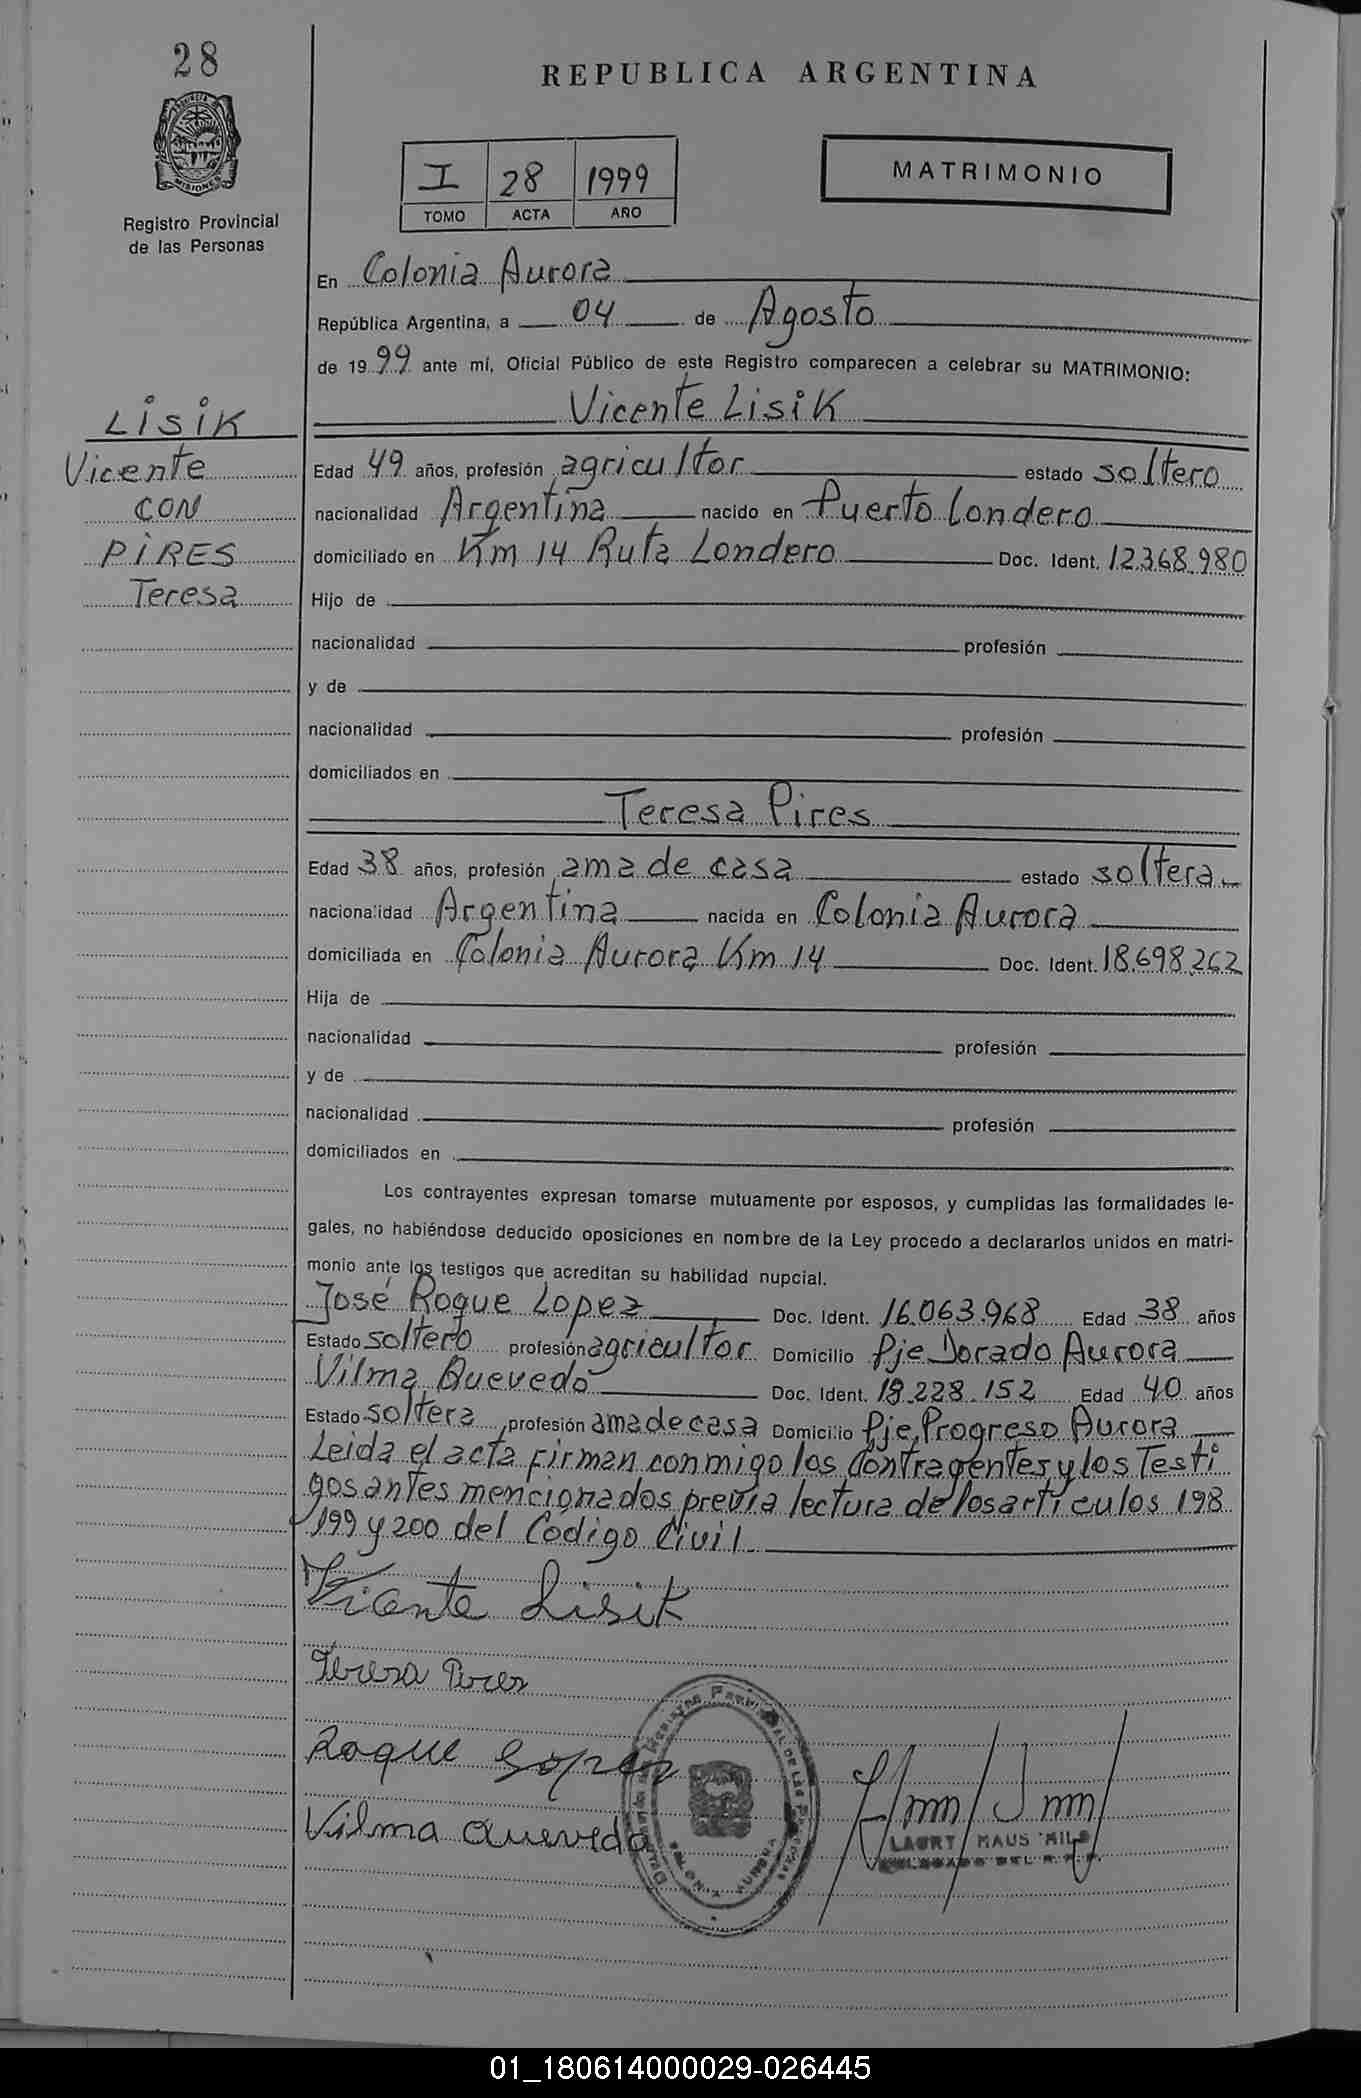 28
PROVINCIA DE
MISIONES
Registro Provincial
de las Personas
REPUBLICA ARGENTINA
I 28 1999
TOMO ACTA AÑO
MATRIMONIO
En Colonia Aurora
República Argentina, a 04 de Agosto
de 1999 ante mí, Oficial Público de este Registro comparecen a celebrar su MATRIMONIO:
Vicente Lisik
LISIK
Vicente
CON
PIRES
Teresa
Edad 49 años, profesión agricultor estado soltero
nacionalidad Argentina nacido en Puerto Londero
domiciliado en Km 14 Ruta Londero Doc. Ident. 12.368.980
Hijo de
nacionalidad profesión
y de
nacionalidad profesión
domiciliados en
Teresa Pires
Edad 38 años, profesión ama de casa estado soltera
nacionalidad Argentina nacida en Colonia Aurora
domiciliada en Colonia Aurora Km 14 Doc. Ident. 18.698.262
Hija de
nacionalidad profesión
y de
nacionalidad profesión
domiciliados en
Los contrayentes expresan tomarse mutuamente por esposos, y cumplidas las formalidades le-
gales, no habiéndose deducido oposiciones en nombre de la Ley procedo a declararlos unidos en matri-
monio ante los testigos que acreditan su habilidad nupcial.
José Roque Lopez Doc. Ident. 16.063.968 Edad 38 años
Estado soltero profesión agricultor Domicilio Pje Dorado Aurora
Vilma Quevedo Doc. Ident. 18.228.152 Edad 40 años
Estado soltera profesión ama de casa Domicilio Pje. Progreso Aurora
Leida el acta firman conmigo los contragentes y los Testi
gos antes mencionados previa lectura de los articulos 198
199 y 200 del Código Civil
Vicente Lisik
Teresa Pires
Roque Lopez
Vilma Quevedo
LAURY MAUS
DELEGADO DEL R.P.P.
01_180614000029-026445